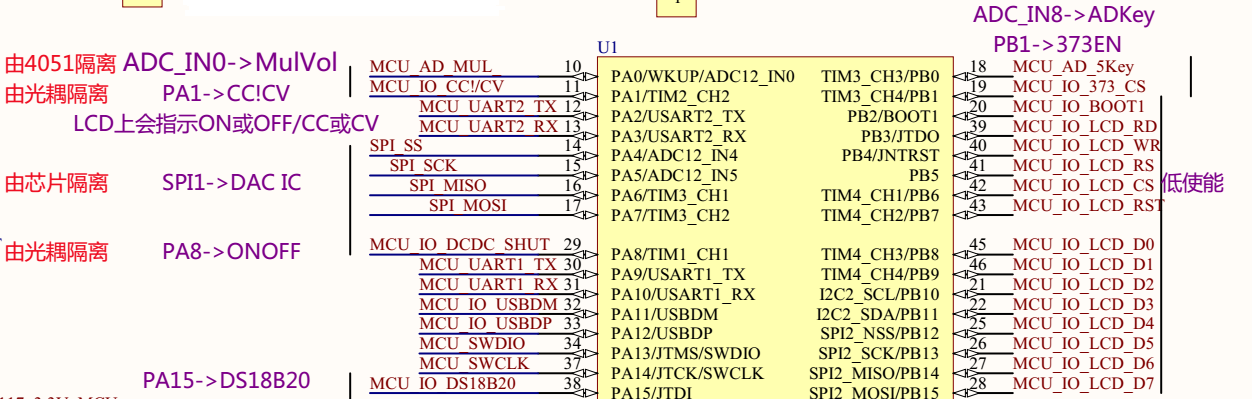 ADC_IN8->ADKey
PB1->373EN
U1
由4051隔离 ADC_IN0->MulVol MCU_AD_MUL 10 PA0/WKUP/ADC12_IN0 TIM3_CH3/PB0 18 MCU_AD_5Key
由光耦隔离 PA1->CC!CV MCU_IO_CC!/CV 11 PA1/TIM2_CH2 TIM3_CH4/PB1 19 MCU_IO_373_CS
MCU_UART2_TX 12 PA2/USART2_TX PB2/BOOT1 20 MCU_IO_BOOT1
LCD上会指示ON或OFF/CC或CV MCU_UART2_RX 13 PA3/USART2_RX PB3/JTDO 39 MCU_IO_LCD_RD
SPI_SS 14 PA4/ADC12_IN4 PB4/JNTRST 40 MCU_IO_LCD_WR
SPI_SCK 15 PA5/ADC12_IN5 PB5 41 MCU_IO_LCD_RS
由芯片隔离 SPI1->DAC IC SPI_MISO 16 PA6/TIM3_CH1 TIM4_CH1/PB6 42 MCU_IO_LCD_CS 低使能
SPI_MOSI 17 PA7/TIM3_CH2 TIM4_CH2/PB7 43 MCU_IO_LCD_RST
由光耦隔离 PA8->ONOFF MCU_IO_DCDC_SHUT 29 PA8/TIM1_CH1 TIM4_CH3/PB8 45 MCU_IO_LCD_D0
MCU_UART1_TX 30 PA9/USART1_TX TIM4_CH4/PB9 46 MCU_IO_LCD_D1
MCU_UART1_RX 31 PA10/USART1_RX I2C2_SCL/PB10 21 MCU_IO_LCD_D2
MCU_IO_USBDM 32 PA11/USBDM I2C2_SDA/PB11 22 MCU_IO_LCD_D3
MCU_IO_USBDP 33 PA12/USBDP SPI2_NSS/PB12 25 MCU_IO_LCD_D4
MCU_SWDIO 34 PA13/JTMS/SWDIO SPI2_SCK/PB13 26 MCU_IO_LCD_D5
MCU_SWCLK 37 PA14/JTCK/SWCLK SPI2_MISO/PB14 27 MCU_IO_LCD_D6
PA15->DS18B20 MCU_IO_DS18B20 38 PA15/JTDI SPI2_MOSI/PB15 28 MCU_IO_LCD_D7